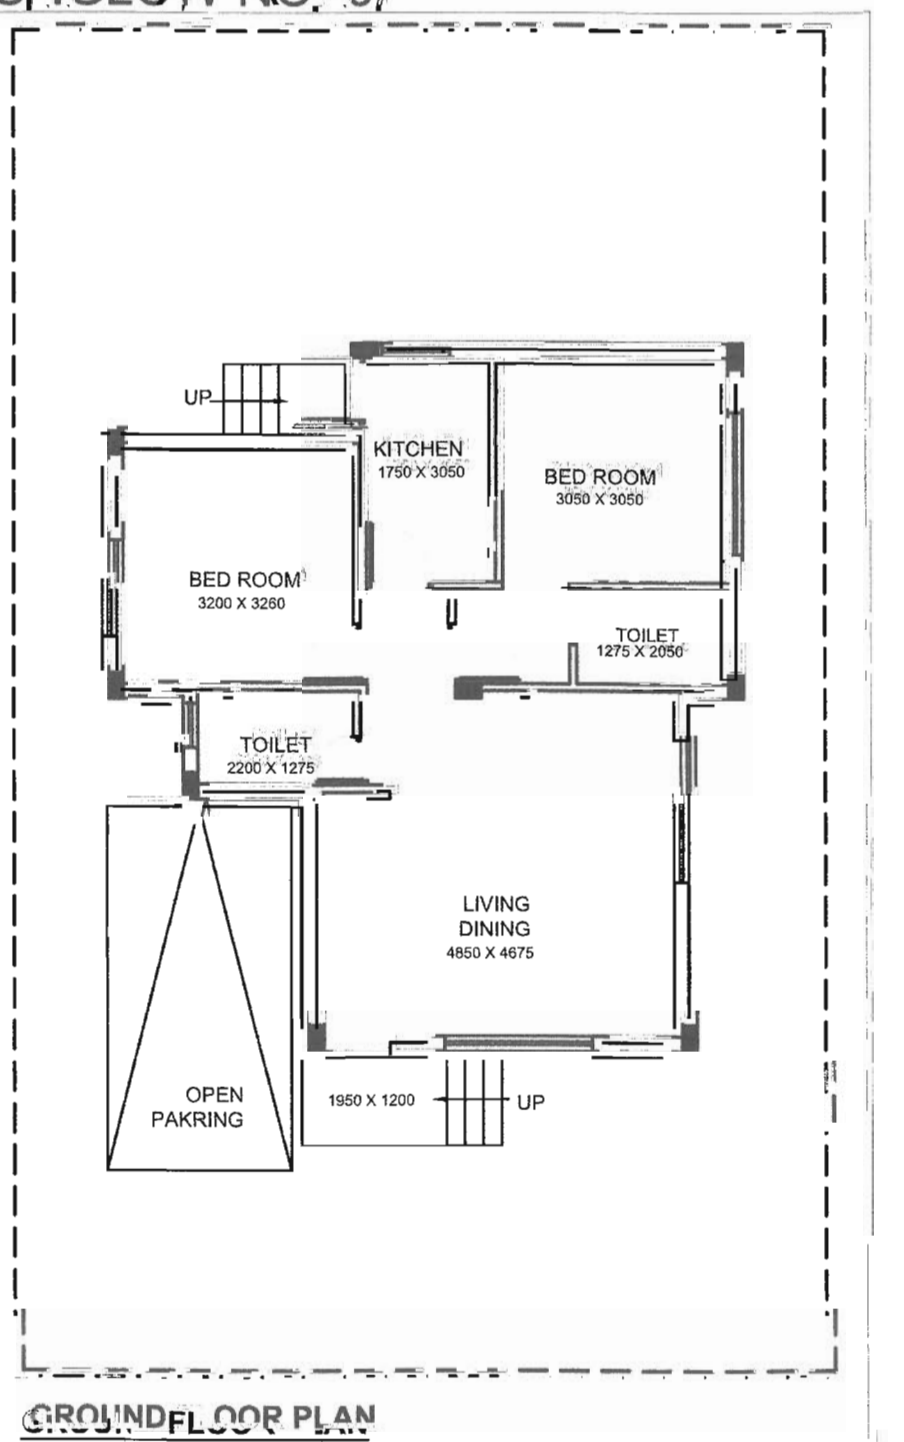 UP
KITCHEN
1750 X 3050
BED ROOM
3050 X 3050
BED ROOM
3200 X 3260
TOILET
1275 X 2050
TOILET
2200 X 1275
LIVING
DINING
4850 X 4675
OPEN
PAKRING
1950 X 1200
UP
GROUND FLOOR PLAN